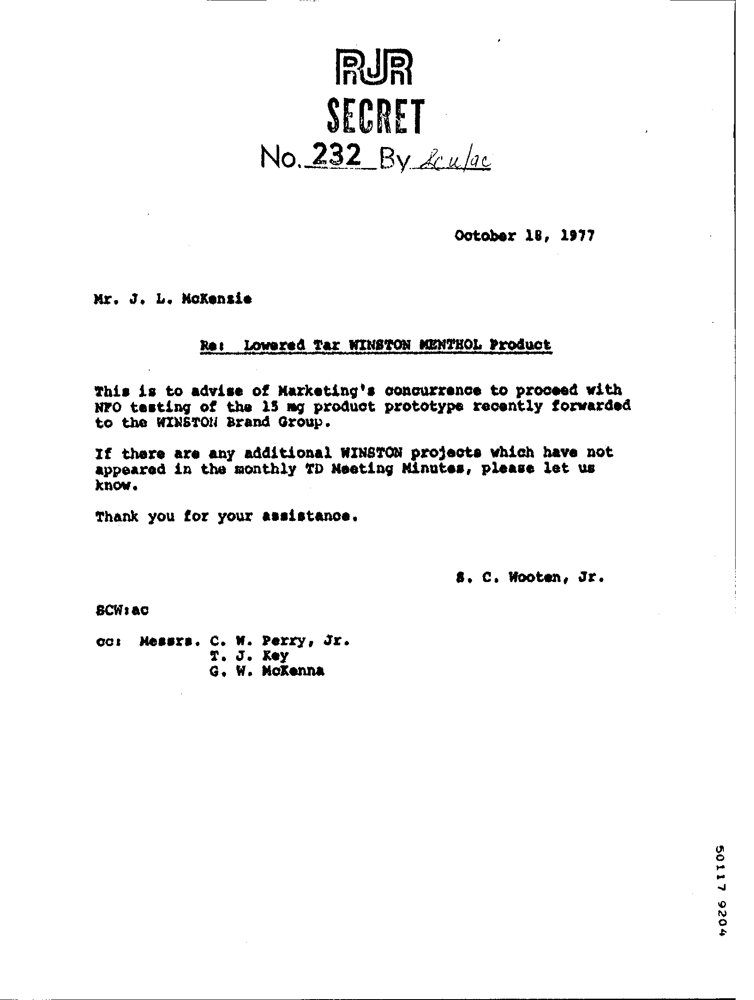 RJR
SECRET
No. 232 By scw/ac
October 18, 1977
Mr. J. L. McKenzie
Re: Lowered Tar WINSTON MENTHOL Product
This is to advise of Marketing's concurrence to proceed with
NFO testing of the 15 mg product prototype recently forwarded
to the WINSTON Brand Group.
If there are any additional WINSTON projects which have not
appeared in the monthly TD Meeting Minutes, please let us
know.
Thank you for your assistance.
S. C. Wooten, Jr.
SCW:ac
cc: Messrs. C. W. Perry, Jr.
T. J. Key
G. W. McKenna
50117 9204